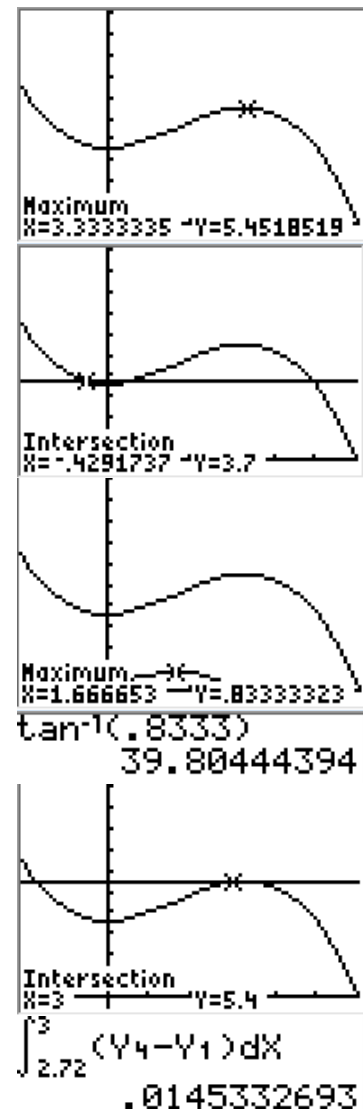 Maximum
X=3.3333335 Y=5.4518519
Intersection
X=-.4291737 Y=3.7
Maximum
X=1.666653 Y=.83333323
tan⁻¹(.8333)
39.80444394
Intersection
X=3 Y=5.4
∫₂.₇₂³(Y₄-Y₁)dX
.0145332693